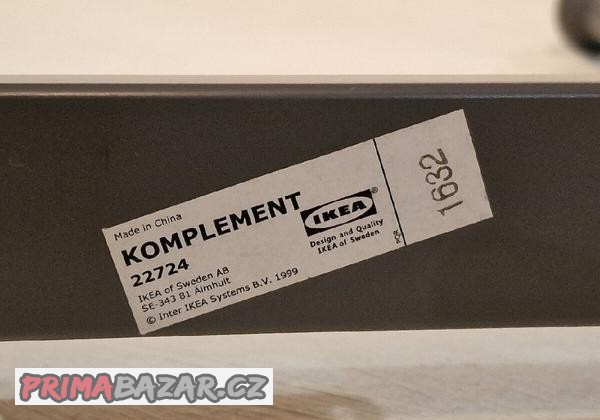 Made in China
KOMPLEMENT
22724
IKEA of Sweden AB
SE-343 81 Älmhult
© Inter IKEA Systems B.V. 1999
IKEA®
Design and Quality
IKEA of Sweden
POR
1632
PRIMABAZAR.CZ